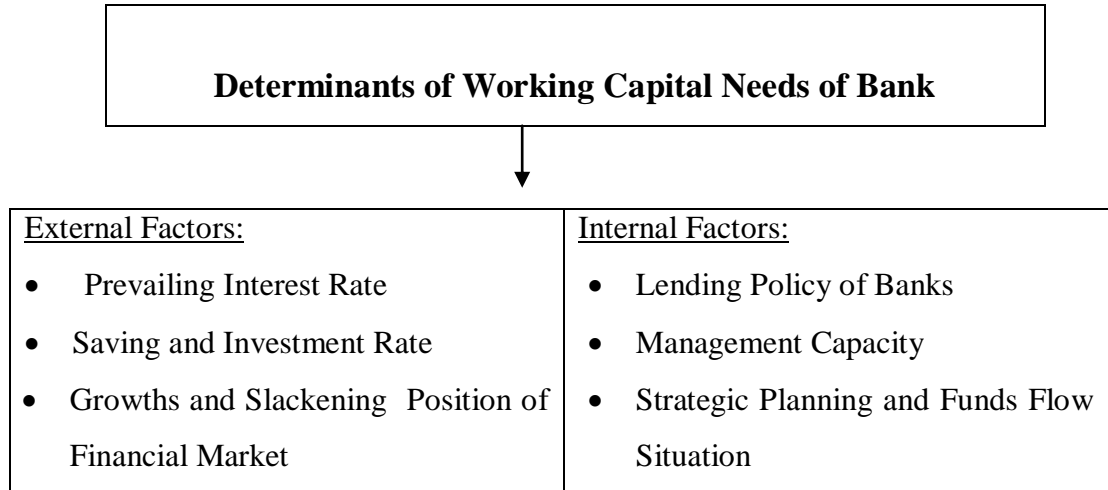 Determinants of Working Capital Needs of Bank
External Factors:
• Prevailing Interest Rate
• Saving and Investment Rate
• Growths and Slackening Position of
Financial Market
Internal Factors:
• Lending Policy of Banks
• Management Capacity
• Strategic Planning and Funds Flow
Situation